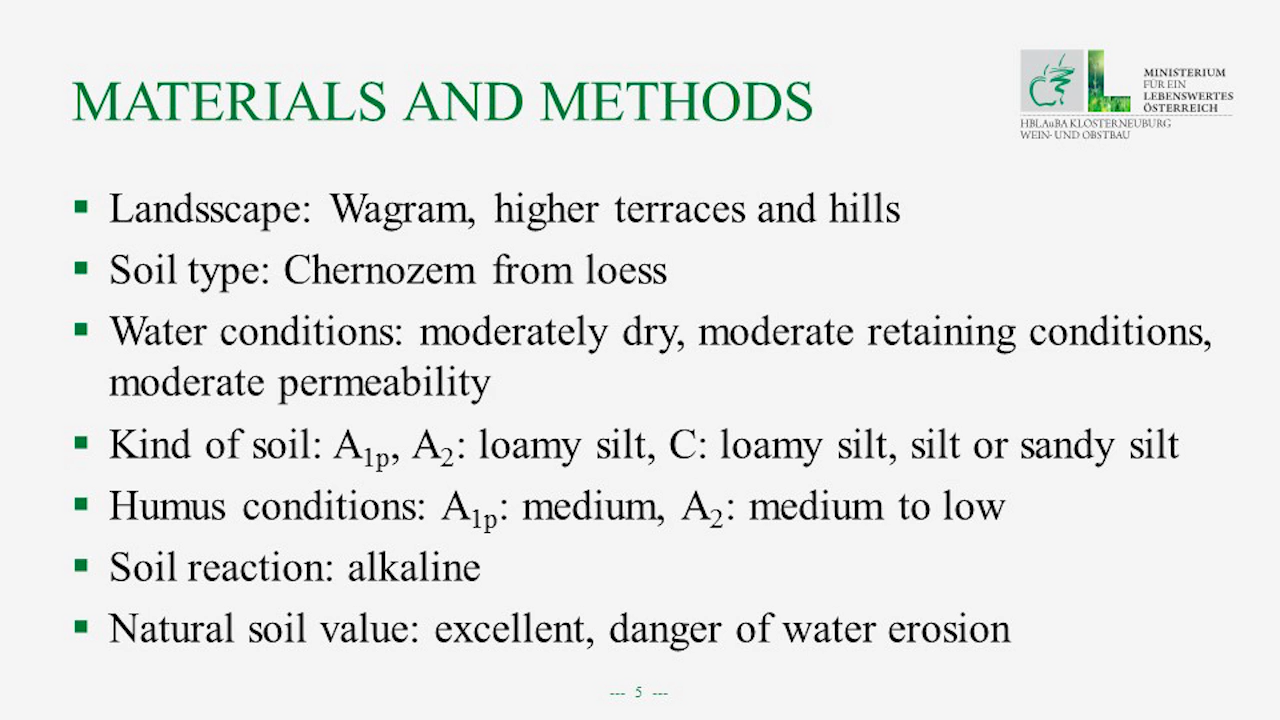 MATERIALS AND METHODS
MINISTERIUM
FÜR EIN
LEBENSWERTES
ÖSTERREICH
HBLAuBA KLOSTERNEUBURG
WEIN- UND OBSTBAU
▪ Landsscape: Wagram, higher terraces and hills
▪ Soil type: Chernozem from loess
▪ Water conditions: moderately dry, moderate retaining conditions,
moderate permeability
▪ Kind of soil: A1p, A2: loamy silt, C: loamy silt, silt or sandy silt
▪ Humus conditions: A1p: medium, A2: medium to low
▪ Soil reaction: alkaline
▪ Natural soil value: excellent, danger of water erosion
--- 5 ---